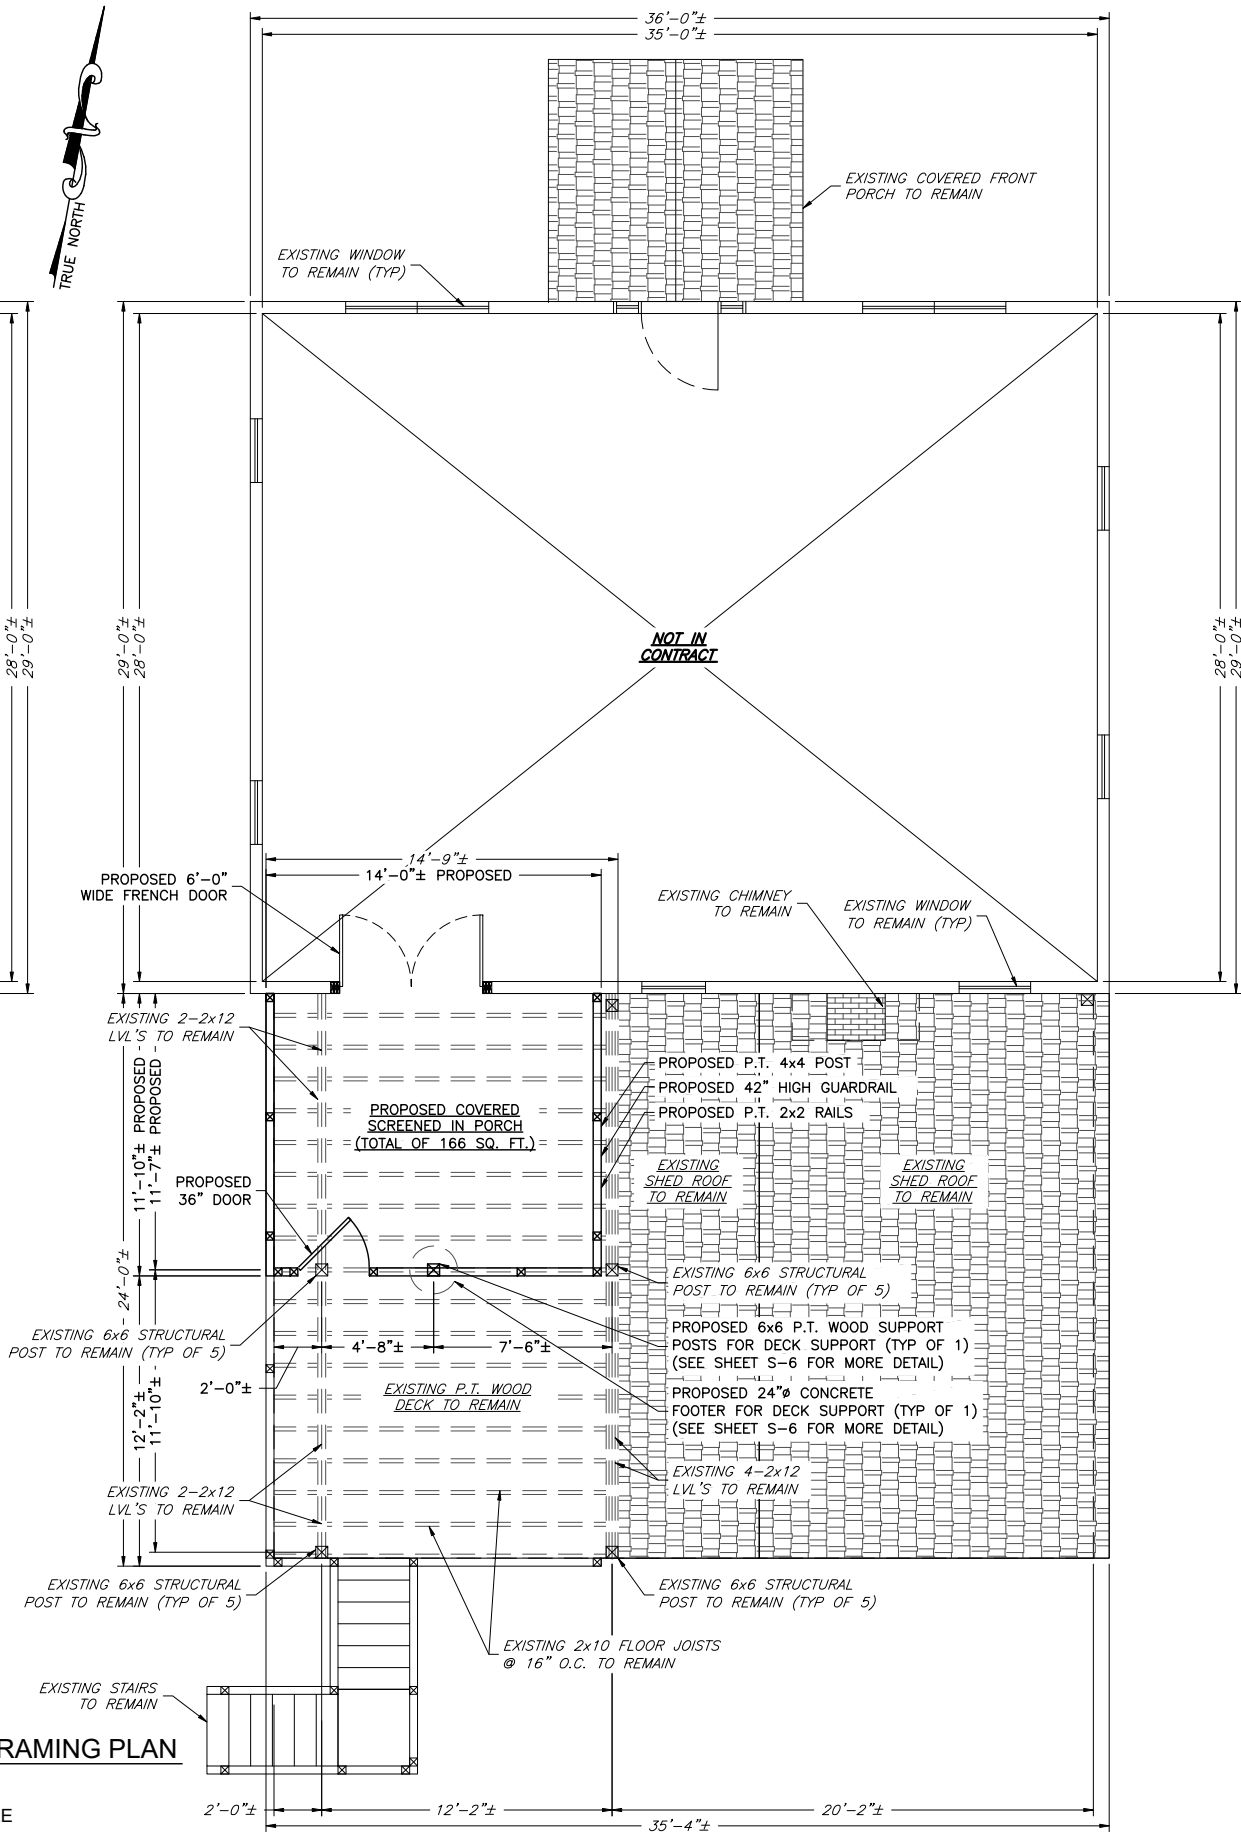 36'-0"±
35'-0"±
TRUE NORTH
EXISTING COVERED FRONT
PORCH TO REMAIN
EXISTING WINDOW
TO REMAIN (TYP)
28'-0"±
29'-0"±
29'-0"±
28'-0"±
NOT IN
CONTRACT
28'-0"±
29'-0"±
14'-9"±
14'-0"± PROPOSED
PROPOSED 6'-0"
WIDE FRENCH DOOR
EXISTING CHIMNEY
TO REMAIN
EXISTING WINDOW
TO REMAIN (TYP)
EXISTING 2-2x12
LVL'S TO REMAIN
11'-10"± PROPOSED
11'-7"± PROPOSED
PROPOSED P.T. 4x4 POST
PROPOSED 42" HIGH GUARDRAIL
PROPOSED P.T. 2x2 RAILS
PROPOSED COVERED
SCREENED IN PORCH
(TOTAL OF 166 SQ. FT.)
PROPOSED
36" DOOR
EXISTING
SHED ROOF
TO REMAIN
EXISTING
SHED ROOF
TO REMAIN
24'-0"±
EXISTING 6x6 STRUCTURAL
POST TO REMAIN (TYP OF 5)
EXISTING 6x6 STRUCTURAL
POST TO REMAIN (TYP OF 5)
4'-8"±
7'-6"±
PROPOSED 6x6 P.T. WOOD SUPPORT
POSTS FOR DECK SUPPORT (TYP OF 1)
(SEE SHEET S-6 FOR MORE DETAIL)
2'-0"±
EXISTING P.T. WOOD
DECK TO REMAIN
PROPOSED 24"ø CONCRETE
FOOTER FOR DECK SUPPORT (TYP OF 1)
(SEE SHEET S-6 FOR MORE DETAIL)
12'-2"±
11'-10"±
EXISTING 4-2x12
LVL'S TO REMAIN
EXISTING 2-2x12
LVL'S TO REMAIN
EXISTING 6x6 STRUCTURAL
POST TO REMAIN (TYP OF 5)
EXISTING 6x6 STRUCTURAL
POST TO REMAIN (TYP OF 5)
EXISTING 2x10 FLOOR JOISTS
@ 16" O.C. TO REMAIN
EXISTING STAIRS
TO REMAIN
RAMING PLAN
E
2'-0"±
12'-2"±
20'-2"±
35'-4"±